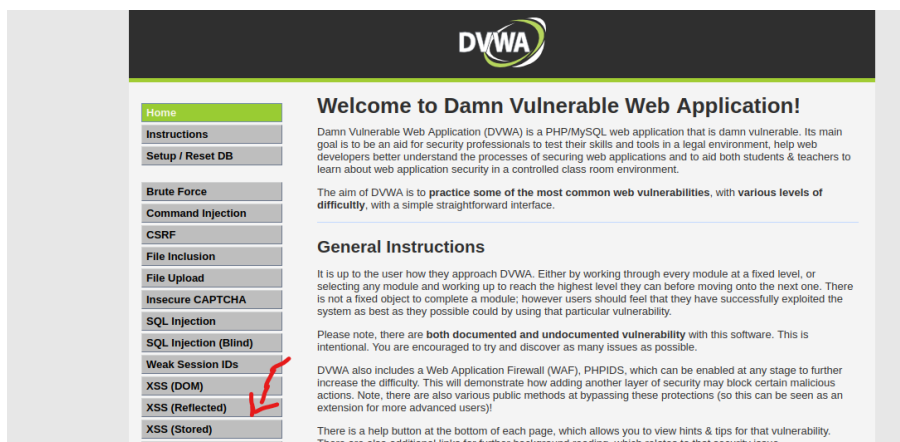 DVWA
Home
Instructions
Setup / Reset DB
Brute Force
Command Injection
CSRF
File Inclusion
File Upload
Insecure CAPTCHA
SQL Injection
SQL Injection (Blind)
Weak Session IDs
XSS (DOM)
XSS (Reflected)
XSS (Stored)
Welcome to Damn Vulnerable Web Application!
Damn Vulnerable Web Application (DVWA) is a PHP/MySQL web application that is damn vulnerable. Its main
goal is to be an aid for security professionals to test their skills and tools in a legal environment, help web
developers better understand the processes of securing web applications and to aid both students & teachers to
learn about web application security in a controlled class room environment.
The aim of DVWA is to practice some of the most common web vulnerabilities, with various levels of
difficultly, with a simple straightforward interface.
General Instructions
It is up to the user how they approach DVWA. Either by working through every module at a fixed level, or
selecting any module and working up to reach the highest level they can before moving onto the next one. There
is not a fixed object to complete a module; however users should feel that they have successfully exploited the
system as best as they possible could by using that particular vulnerability.
Please note, there are both documented and undocumented vulnerability with this software. This is
intentional. You are encouraged to try and discover as many issues as possible.
DVWA also includes a Web Application Firewall (WAF), PHPIDS, which can be enabled at any stage to further
increase the difficulty. This will demonstrate how adding another layer of security may block certain malicious
actions. Note, there are also various public methods at bypassing these protections (so this can be seen as an
extension for more advanced users)!
There is a help button at the bottom of each page, which allows you to view hints & tips for that vulnerability.
There are also additional links for further background reading, which relates to that security issue.